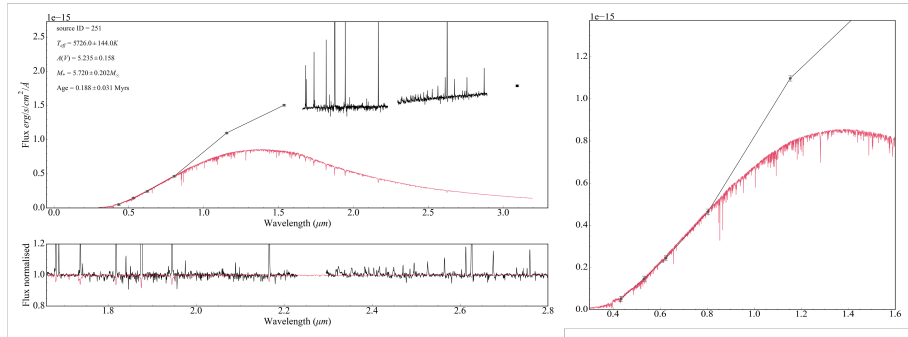 1e−15
source ID = 251
T_eff = 5726.0 ± 144.0K
A(V) = 5.235 ± 0.158
M_* = 5.720 ± 0.202M_⊙
Age = 0.188 ± 0.031 Myrs
Flux erg/s/cm²/Å
2.5
2.0
1.5
1.0
0.5
0.0
0.0 0.5 1.0 1.5 2.0 2.5 3.0
Wavelength (μm)
Flux normalised
1.2
1.0
0.8
1.8 2.0 2.2 2.4 2.6 2.8
Wavelength (μm)
1e−15
1.4
1.2
1.0
0.8
0.6
0.4
0.2
0.0
0.4 0.6 0.8 1.0 1.2 1.4 1.6